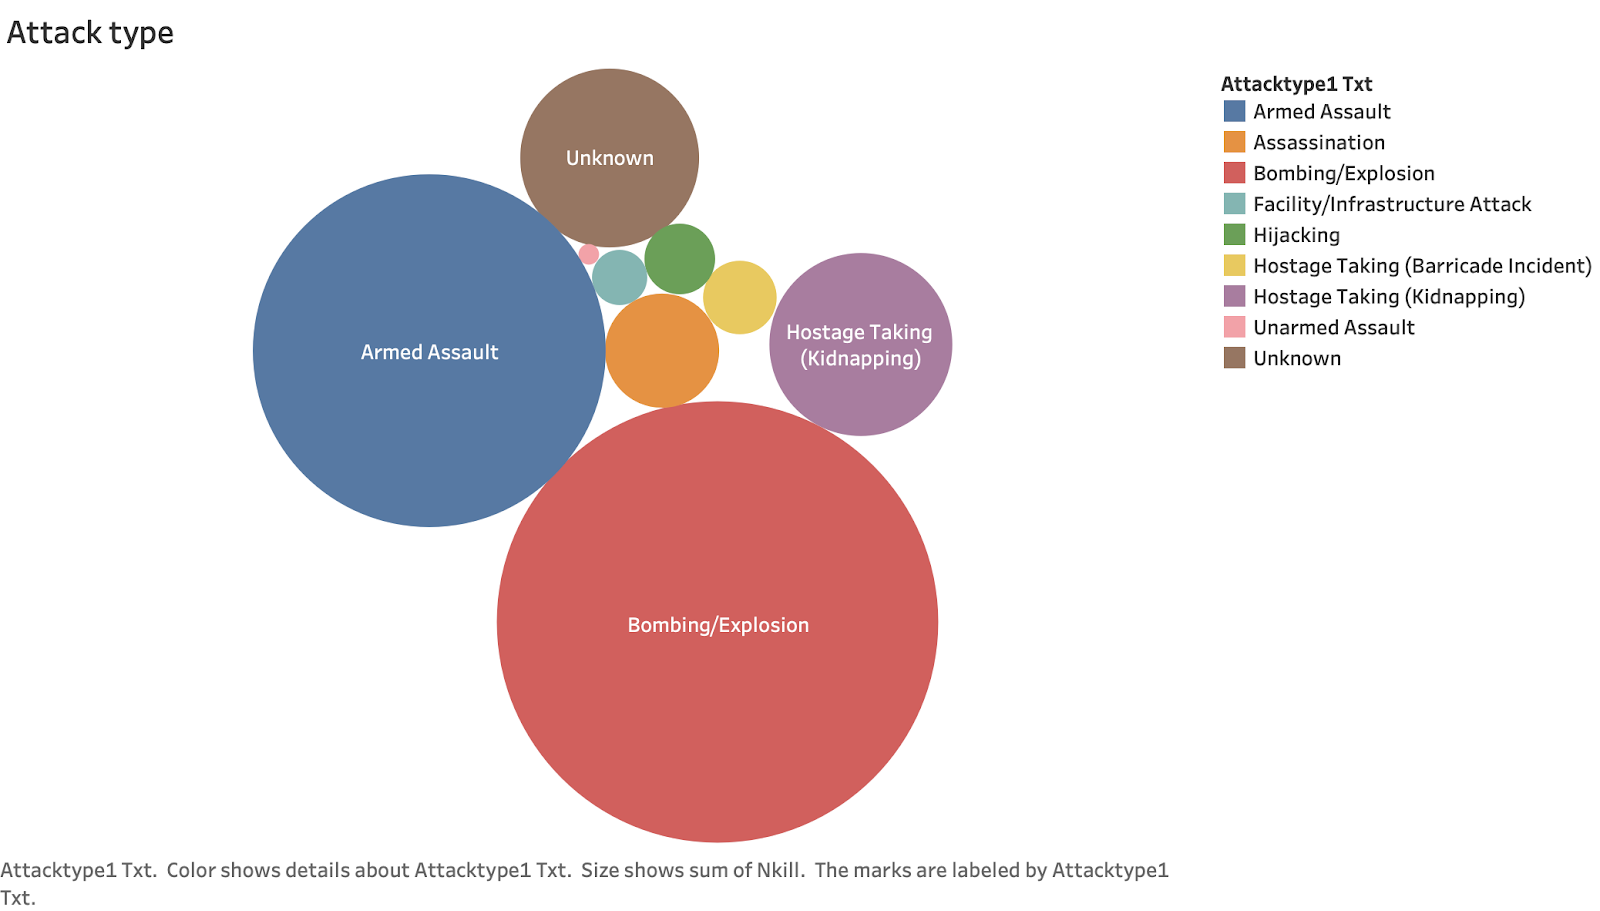 Attack type
Unknown
Armed Assault
Hostage Taking
(Kidnapping)
Bombing/Explosion
Attacktype1 Txt
Armed Assault
Assassination
Bombing/Explosion
Facility/Infrastructure Attack
Hijacking
Hostage Taking (Barricade Incident)
Hostage Taking (Kidnapping)
Unarmed Assault
Unknown
Attacktype1 Txt.  Color shows details about Attacktype1 Txt.  Size shows sum of Nkill.  The marks are labeled by Attacktype1
Txt.